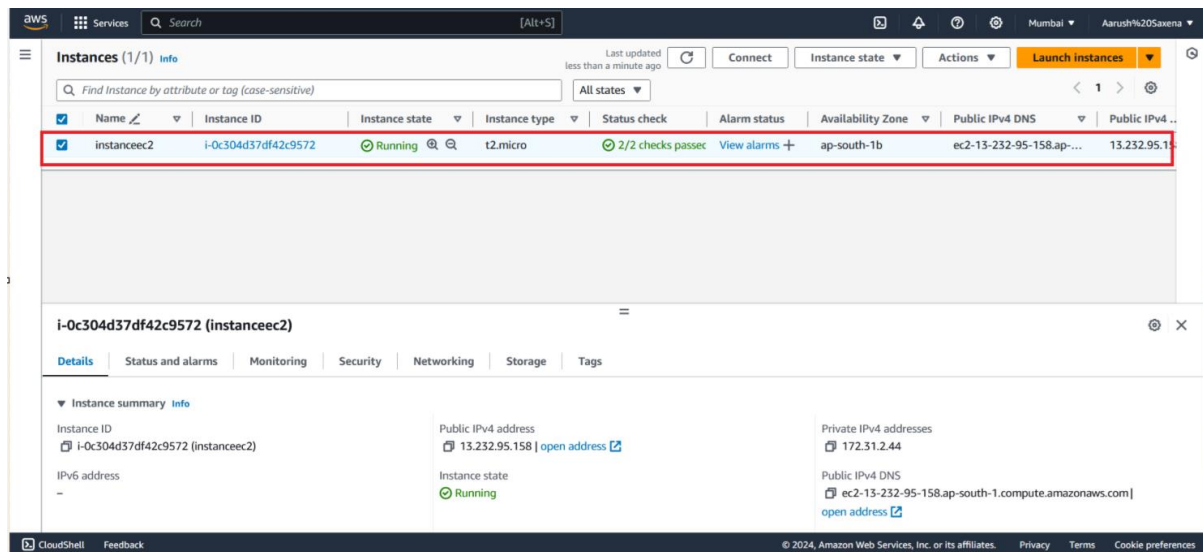 aws Services Search [Alt+S] Mumbai Aarush%20Saxena
Instances (1/1) Info Last updated less than a minute ago Connect Instance state Actions Launch instances
Find Instance by attribute or tag (case-sensitive) All states 1
Name Instance ID Instance state Instance type Status check Alarm status Availability Zone Public IPv4 DNS Public IPv4 ..
instanceec2 i-0c304d37df42c9572 Running t2.micro 2/2 checks passec View alarms + ap-south-1b ec2-13-232-95-158.ap-... 13.232.95.15
i-0c304d37df42c9572 (instanceec2)
Details Status and alarms Monitoring Security Networking Storage Tags
Instance summary Info
Instance ID Public IPv4 address Private IPv4 addresses
i-0c304d37df42c9572 (instanceec2) 13.232.95.158 | open address 172.31.2.44
IPv6 address Instance state Public IPv4 DNS
– Running ec2-13-232-95-158.ap-south-1.compute.amazonaws.com |
open address
CloudShell Feedback © 2024, Amazon Web Services, Inc. or its affiliates. Privacy Terms Cookie preferences